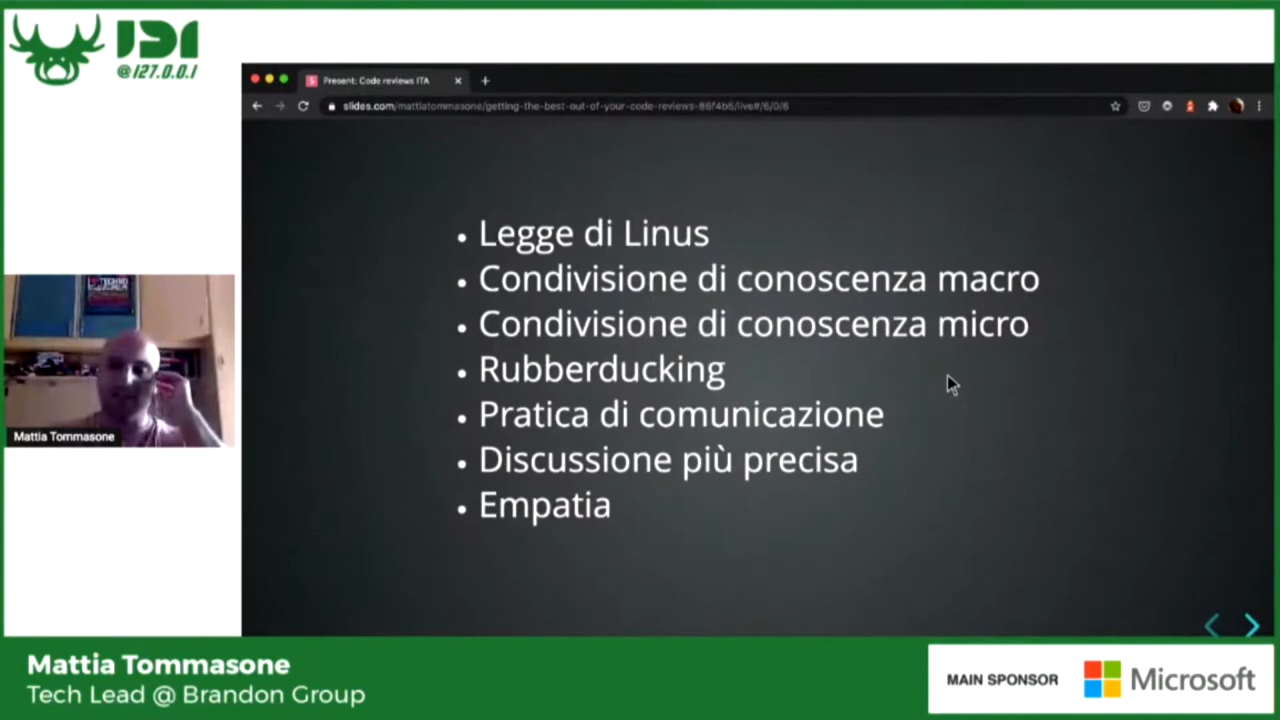 IDI
@127.0.0.1
Present: Code reviews ITA
slides.com/mattiatommasone/getting-the-best-out-of-your-code-reviews-86f4b6/live#/6/0/6
• Legge di Linus
• Condivisione di conoscenza macro
• Condivisione di conoscenza micro
• Rubberducking
• Pratica di comunicazione
• Discussione più precisa
• Empatia
TECHNO
Mattia Tommasone
Mattia Tommasone
Tech Lead @ Brandon Group
MAIN SPONSOR
Microsoft